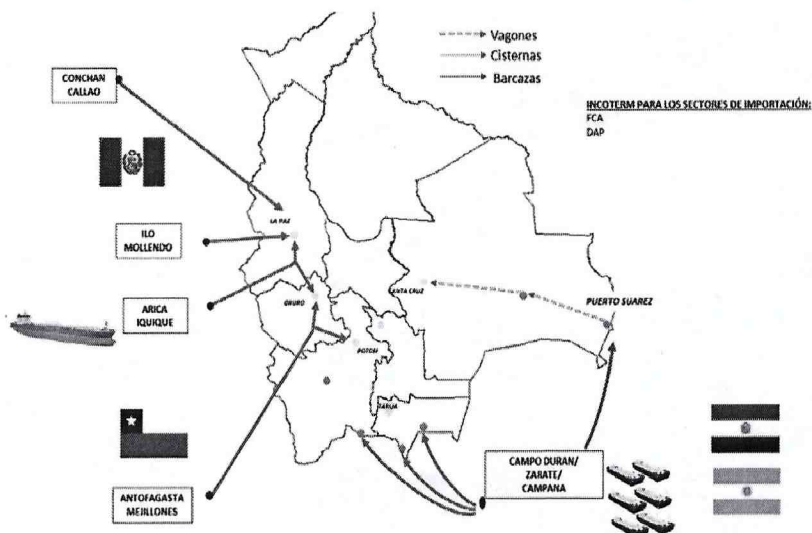 Vagones
Cisternas
Barcazas
CONCHAN
CALLAO
INCOTERM PARA LOS SECTORES DE IMPORTACIÓN:
FCA
DAP
LA PAZ
ILO
MOLLENDO
ARICA
IQUIQUE
ORURO
SANTA CRUZ
PUERTO SUAREZ
POTOSI
TARIJA
CAMPO DURAN/
ZARATE/
CAMPANA
ANTOFAGASTA
MEJILLONES